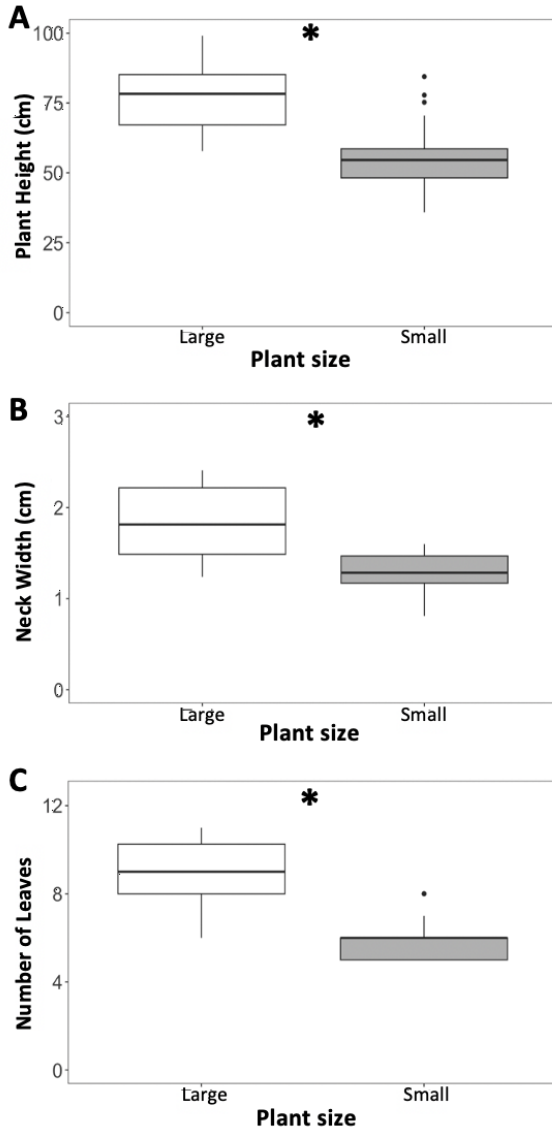 A
Plant Height (cm)
100
75
50
25
0
*
Large
Small
Plant size
B
Neck Width (cm)
3
2
1
0
*
Large
Small
Plant size
C
Number of Leaves
12
8
4
0
*
Large
Small
Plant size